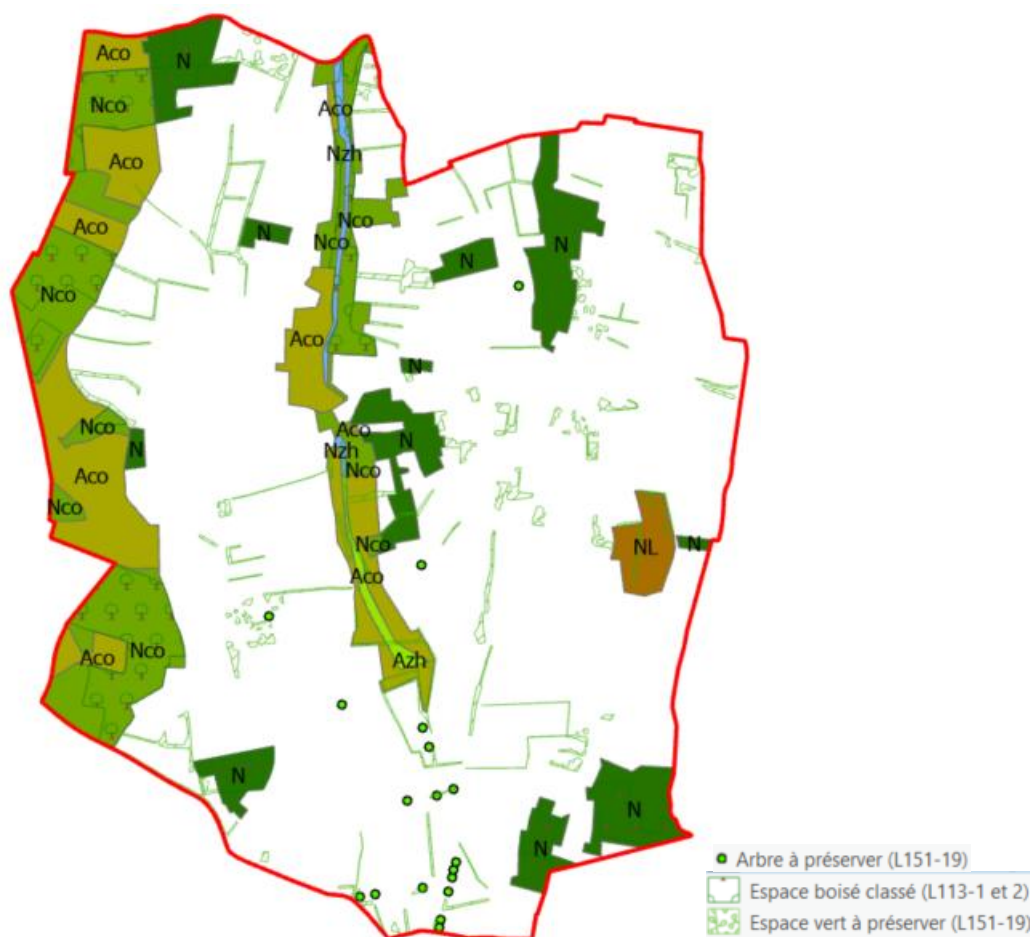 Aco
N
Nco
Aco
Aco
Nzh
Aco
Nco
N
Nco
N
N
Nco
Aco
N
Nco
Aco
N
N
Nzh
Aco
Nco
Nco
Nco
Aco
NL
N
Aco
Nco
Azh
N
N
N
Arbre à préserver (L151-19)
Espace boisé classé (L113-1 et 2)
Espace vert à préserver (L151-19)